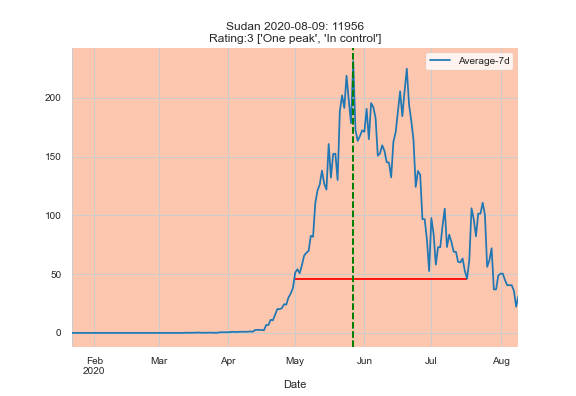 Sudan 2020-08-09: 11956
Rating:3 ['One peak', 'In control']
Average-7d
200
150
100
50
0
Feb
2020
Mar
Apr
May
Jun
Jul
Aug
Date